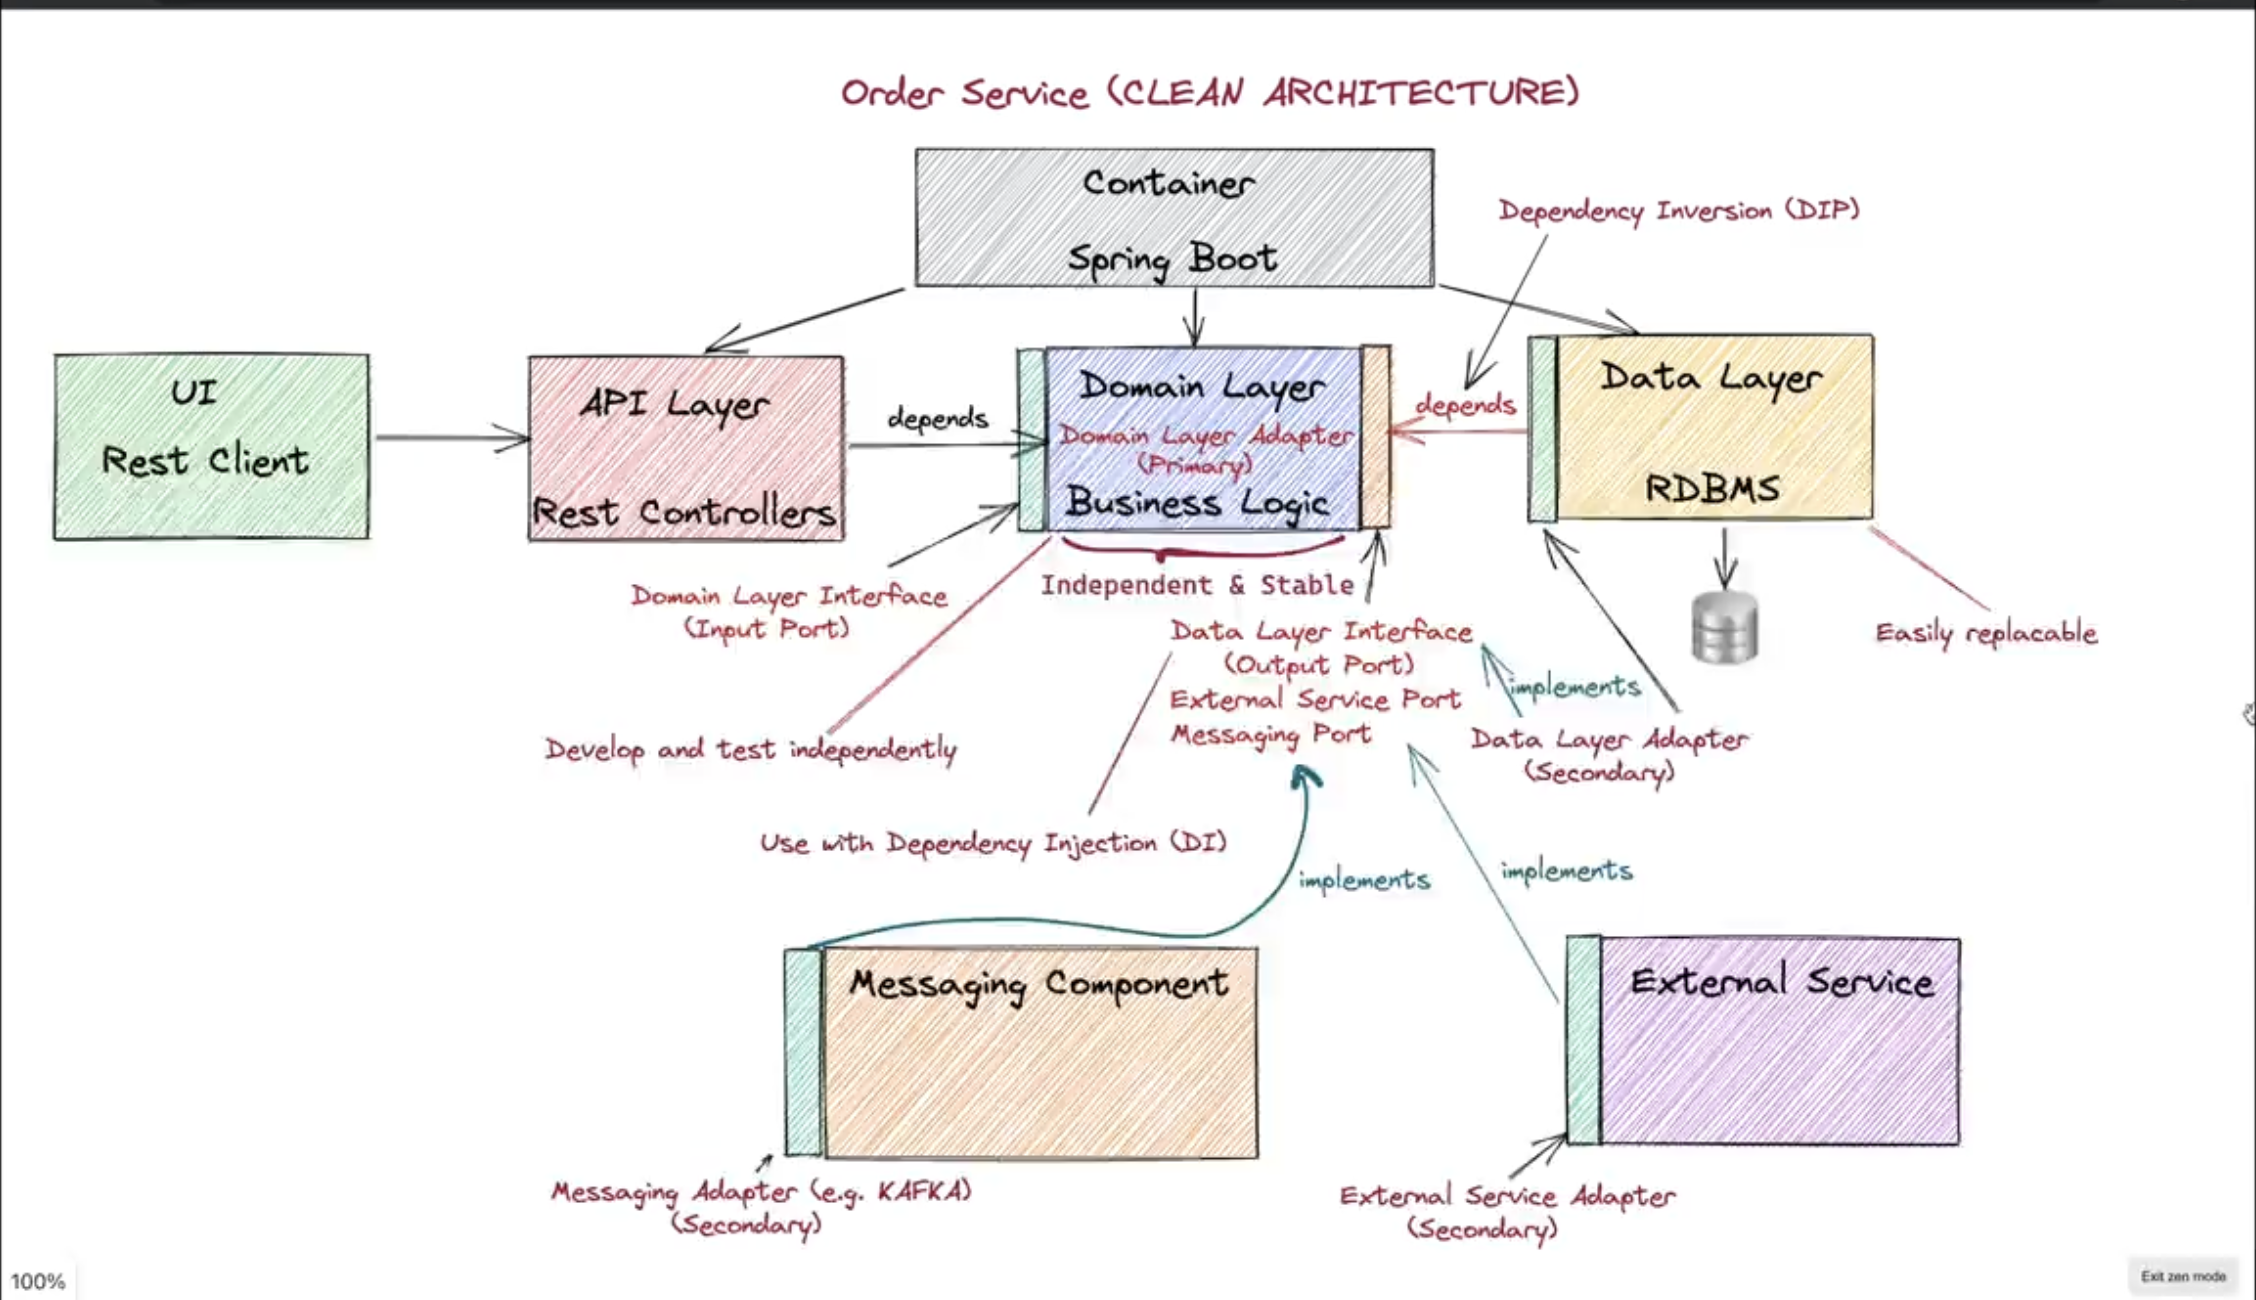 Order Service (CLEAN ARCHITECTURE)
Container
Spring Boot
Dependency Inversion (DIP)
UI
Rest Client
API Layer
Rest Controllers
depends
Domain Layer
Domain Layer Adapter
(Primary)
Business Logic
depends
Data Layer
RDBMS
Domain Layer Interface
(Input Port)
Independent & Stable
Data Layer Interface
(Output Port)
External Service Port
Messaging Port
implements
Easily replacable
Develop and test independently
Data Layer Adapter
(Secondary)
Use with Dependency Injection (DI)
implements
implements
Messaging Component
External Service
Messaging Adapter (e.g. KAFKA)
(Secondary)
External Service Adapter
(Secondary)
100%
Exit zen mode